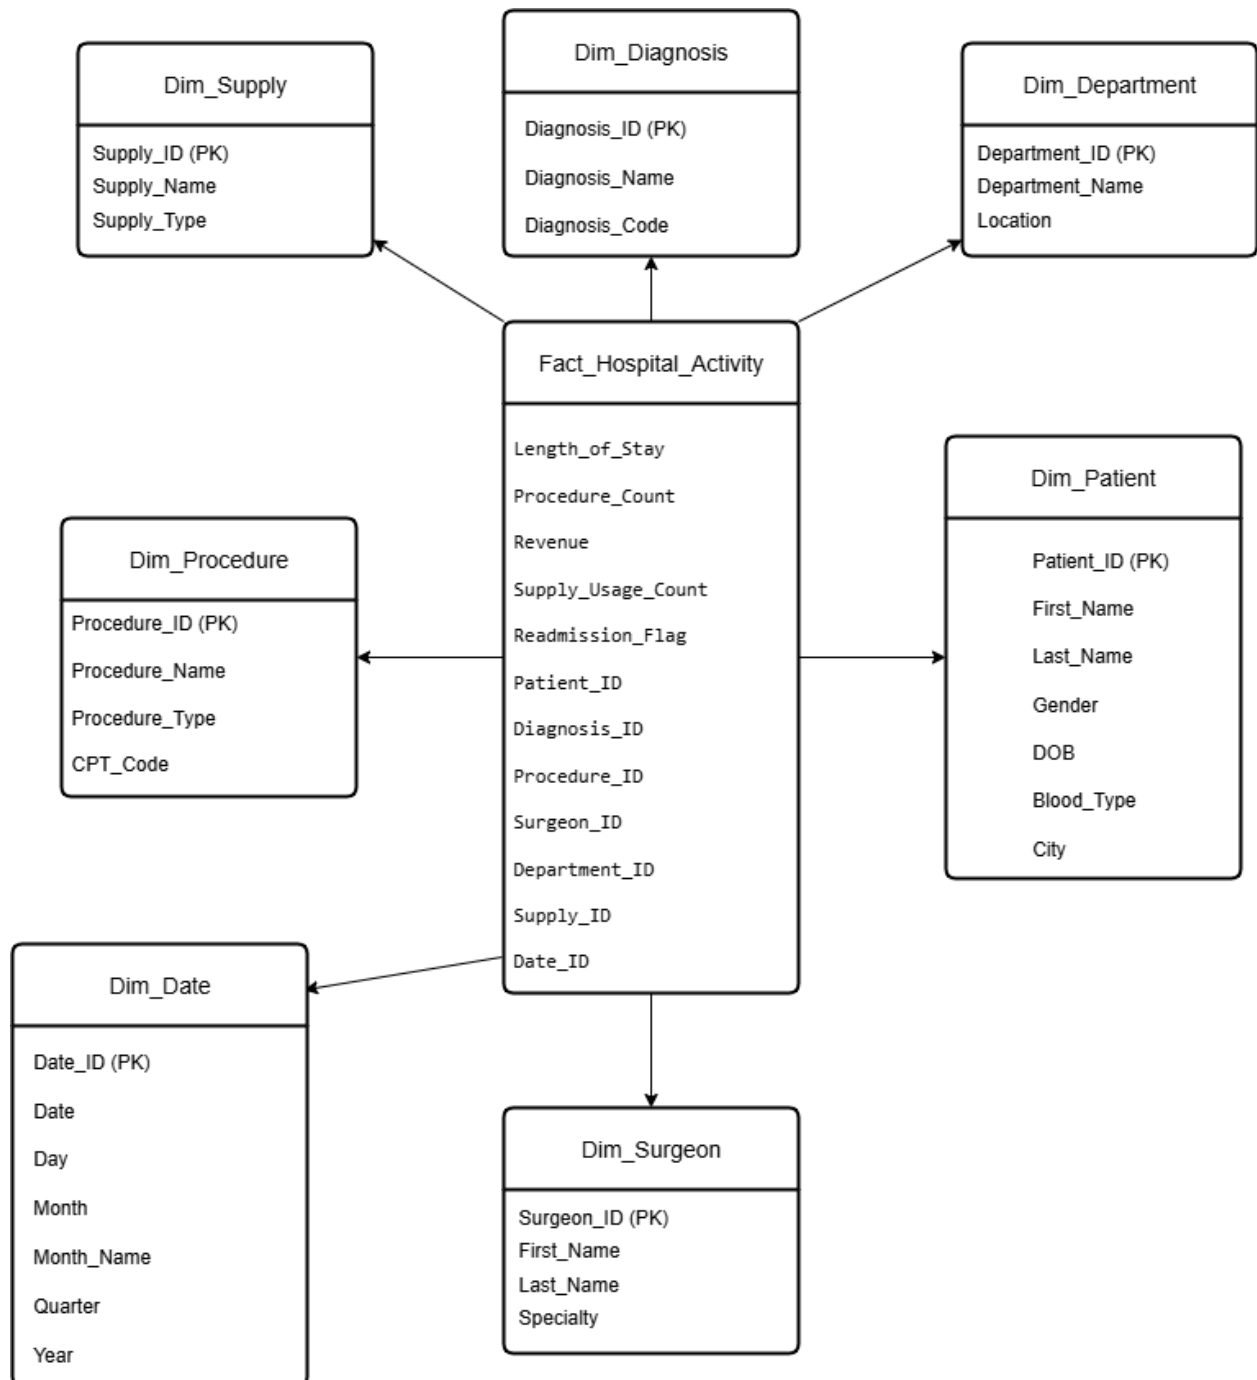 Dim_Supply
Supply_ID (PK)
Supply_Name
Supply_Type
Dim_Diagnosis
Diagnosis_ID (PK)
Diagnosis_Name
Diagnosis_Code
Dim_Department
Department_ID (PK)
Department_Name
Location
Fact_Hospital_Activity
Length_of_Stay
Procedure_Count
Revenue
Supply_Usage_Count
Readmission_Flag
Patient_ID
Diagnosis_ID
Procedure_ID
Surgeon_ID
Department_ID
Supply_ID
Date_ID
Dim_Procedure
Procedure_ID (PK)
Procedure_Name
Procedure_Type
CPT_Code
Dim_Patient
Patient_ID (PK)
First_Name
Last_Name
Gender
DOB
Blood_Type
City
Dim_Date
Date_ID (PK)
Date
Day
Month
Month_Name
Quarter
Year
Dim_Surgeon
Surgeon_ID (PK)
First_Name
Last_Name
Specialty